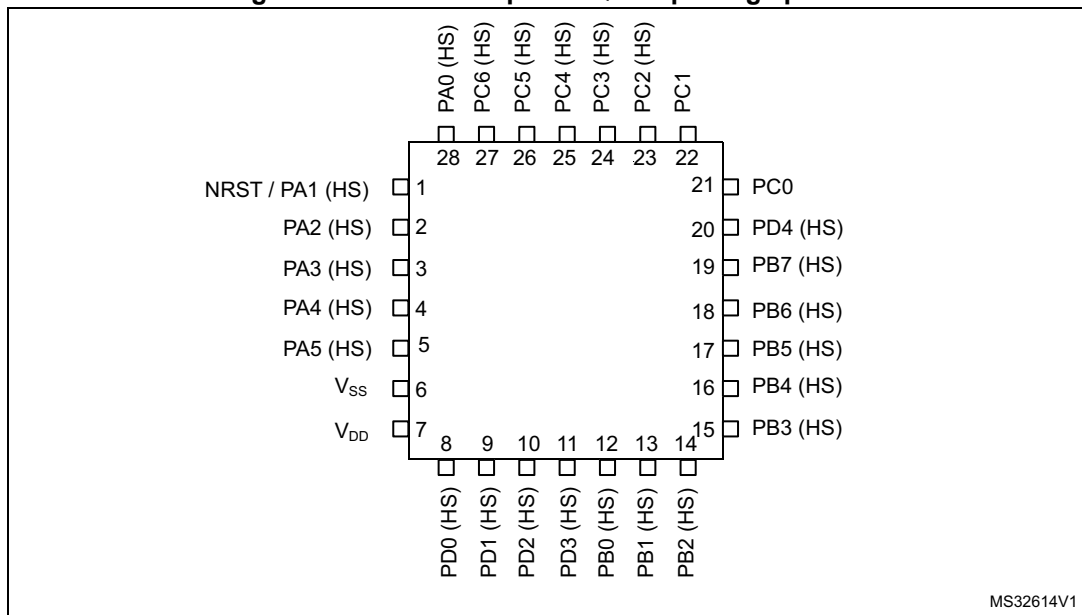 PA0 (HS)
PC6 (HS)
PC5 (HS)
PC4 (HS)
PC3 (HS)
PC2 (HS)
PC1
28 27 26 25 24 23 22
NRST / PA1 (HS) 1
PA2 (HS) 2
PA3 (HS) 3
PA4 (HS) 4
PA5 (HS) 5
VSS 6
VDD 7
21 PC0
20 PD4 (HS)
19 PB7 (HS)
18 PB6 (HS)
17 PB5 (HS)
16 PB4 (HS)
15 PB3 (HS)
8 9 10 11 12 13 14
PD0 (HS)
PD1 (HS)
PD2 (HS)
PD3 (HS)
PB0 (HS)
PB1 (HS)
PB2 (HS)
MS32614V1